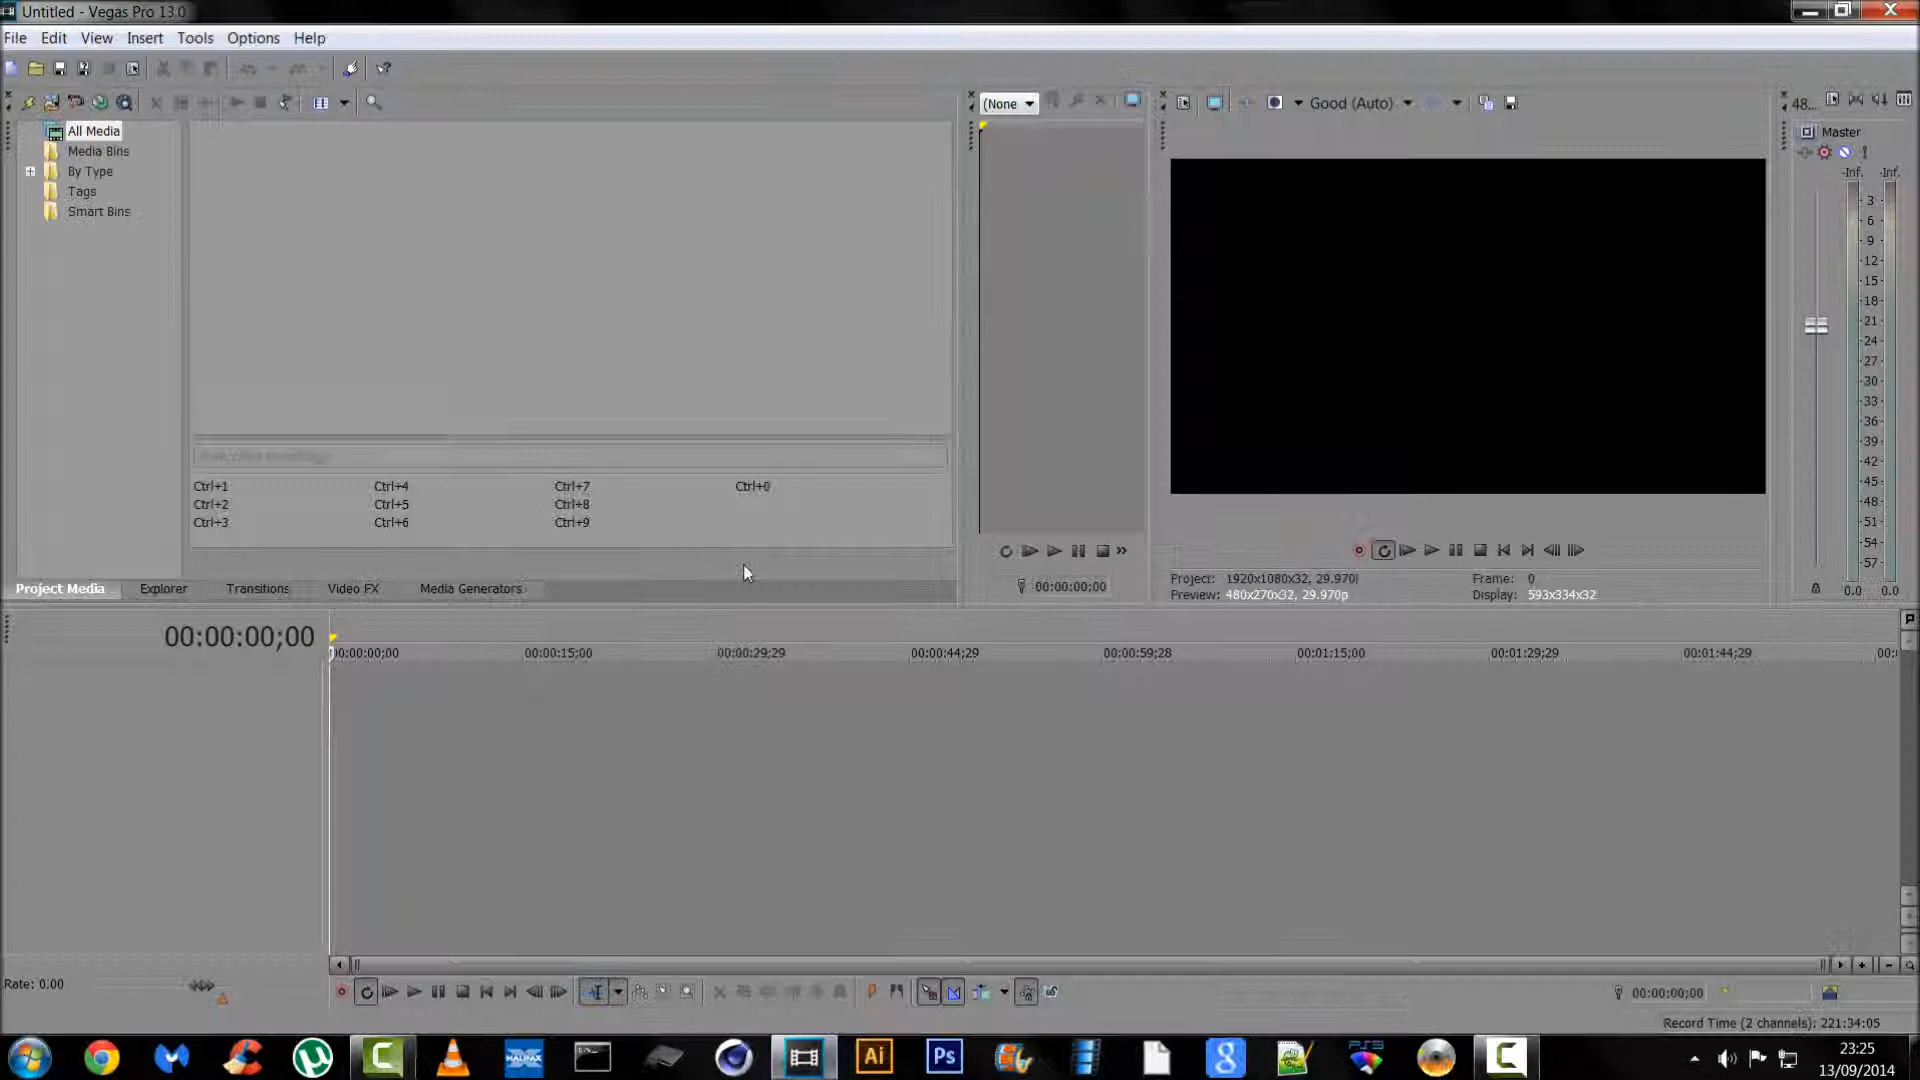 Untitled - Vegas Pro 13.0
File Edit View Insert Tools Options Help
(None
Good (Auto)
48...
All Media
Media Bins
By Type
Tags
Smart Bins
Master
-Inf. -Inf.
3
6
9
12
15
18
21
24
27
30
33
36
39
42
45
48
51
54
57
0.0 0.0
Ctrl+1 Ctrl+4 Ctrl+7 Ctrl+0
Ctrl+2 Ctrl+5 Ctrl+8
Ctrl+3 Ctrl+6 Ctrl+9
Project Media Explorer Transitions Video FX Media Generators
00:00:00;00
Project: 1920x1080x32, 29.970i
Preview: 480x270x32, 29.970p
Frame: 0
Display: 593x334x32
00:00:00;00
00:00:00;00 00:00:15;00 00:00:29;29 00:00:44;29 00:00:59;28 00:01:15;00 00:01:29;29 00:01:44;29 00:
Rate: 0.00
00:00:00;00
Record Time (2 channels): 221:34:05
HALIFAX
Ai
Ps
PS3
23:25
13/09/2014